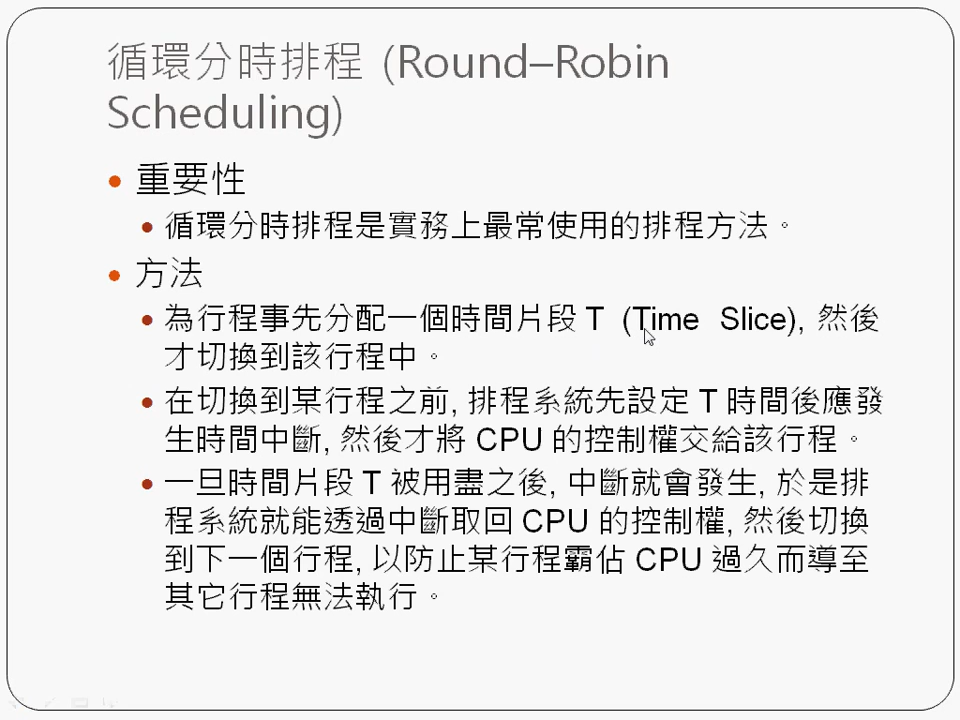 循環分時排程 (Round–Robin
Scheduling)
重要性
循環分時排程是實務上最常使用的排程方法。
方法
為行程事先分配一個時間片段 T (Time Slice), 然後
才切換到該行程中。
在切換到某行程之前, 排程系統先設定 T 時間後應發
生時間中斷, 然後才將 CPU 的控制權交給該行程。
一旦時間片段 T 被用盡之後, 中斷就會發生, 於是排
程系統就能透過中斷取回 CPU 的控制權, 然後切換
到下一個行程, 以防止某行程霸佔 CPU 過久而導至
其它行程無法執行。